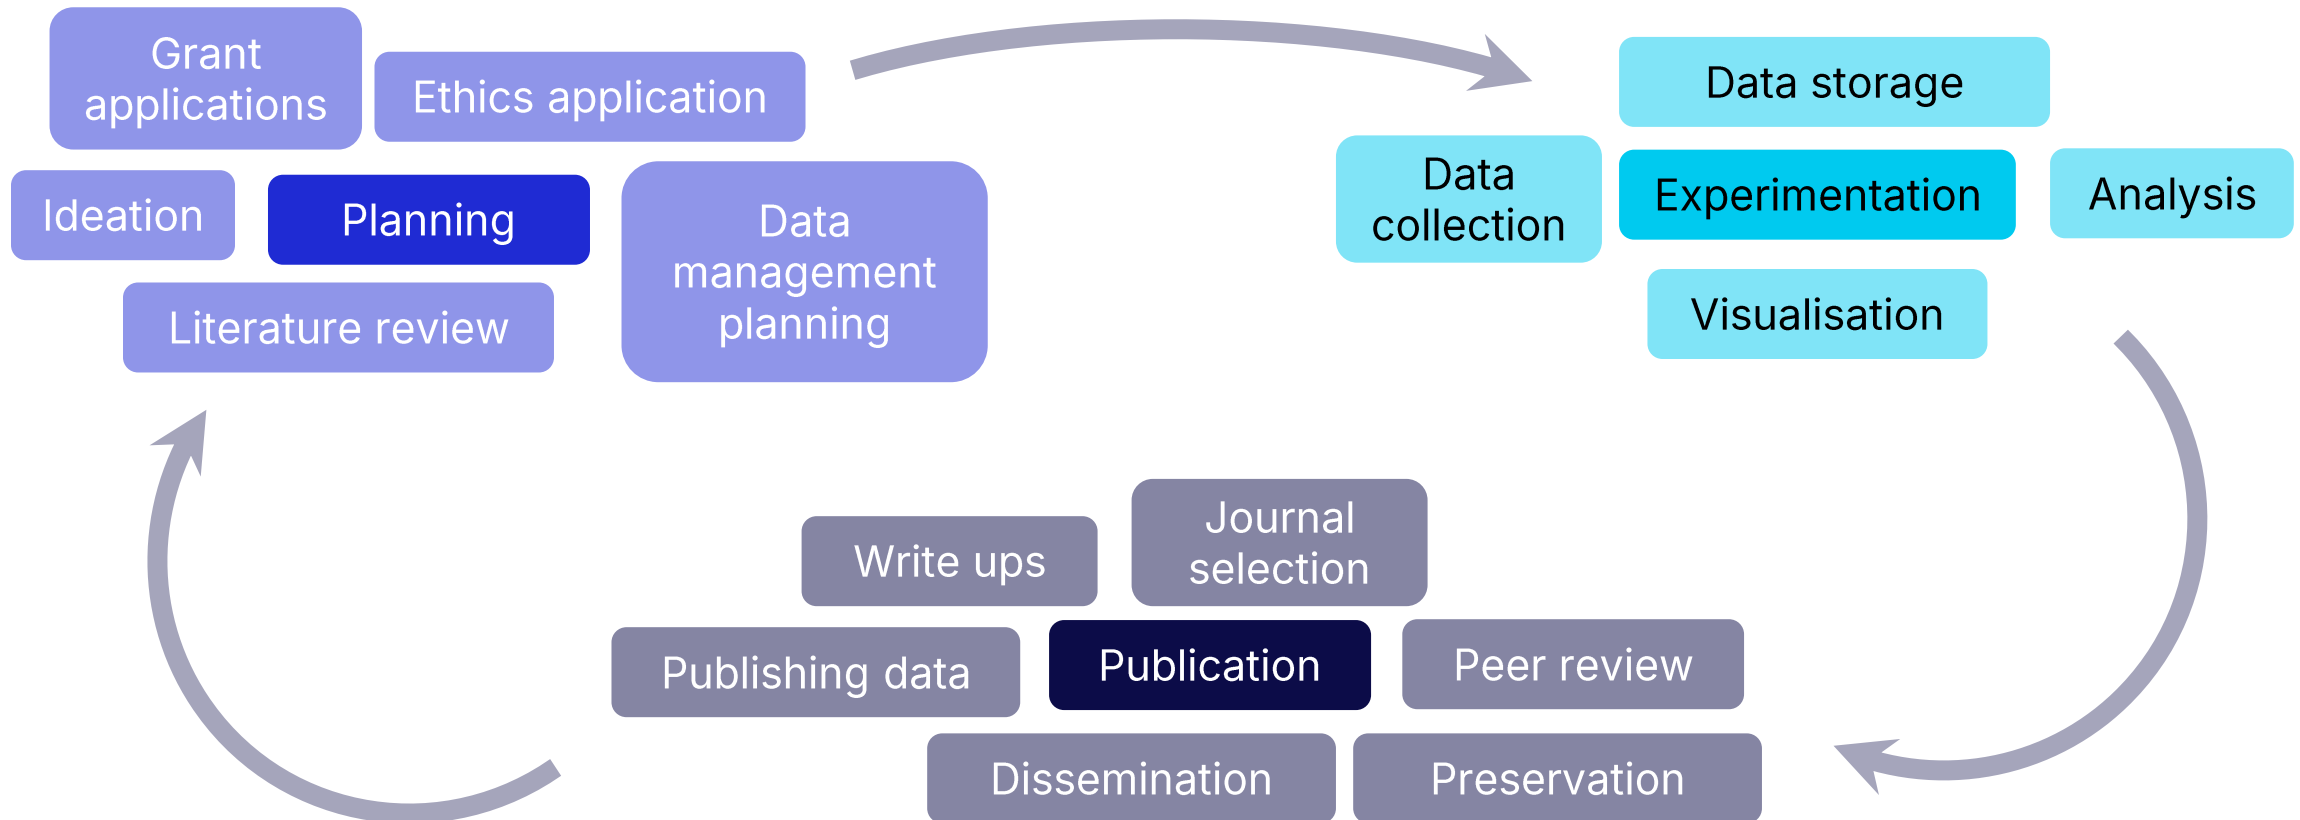 Grant
applications
Ethics application
Ideation
Planning
Data
management
planning
Literature review
Data storage
Data
collection
Experimentation
Analysis
Visualisation
Write ups
Journal
selection
Publishing data
Publication
Peer review
Dissemination
Preservation